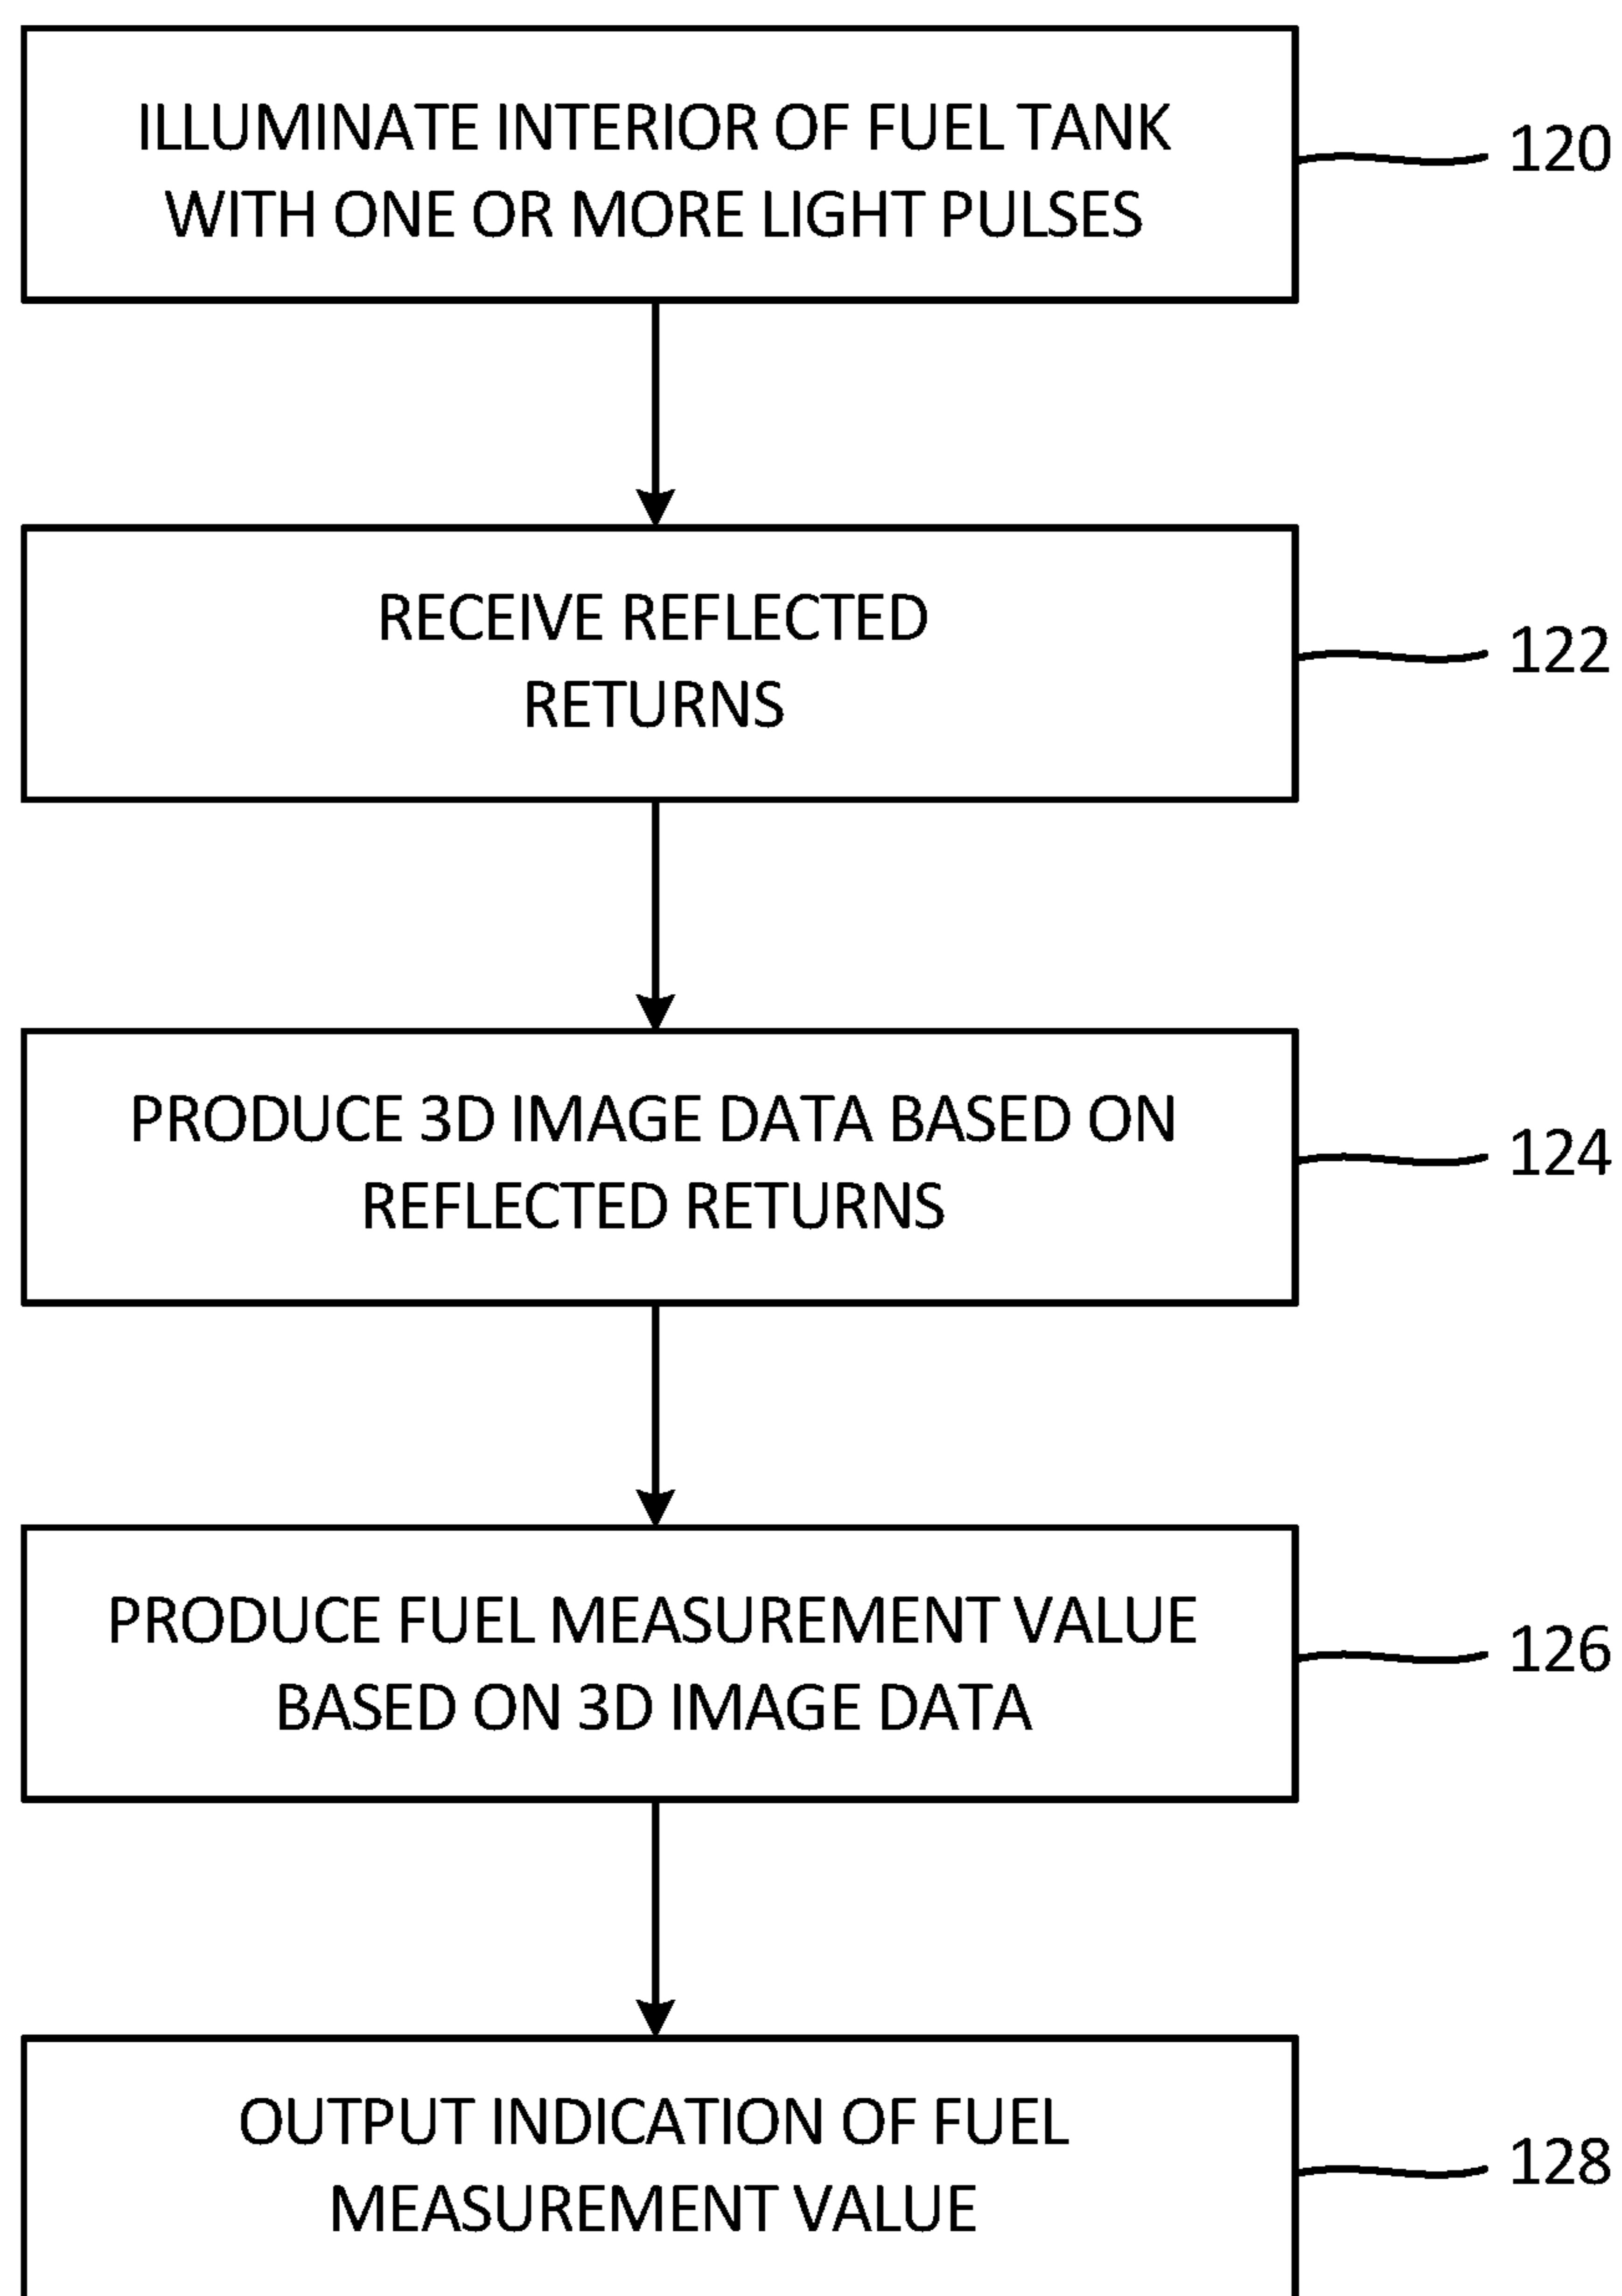 ILLUMINATE INTERIOR OF FUEL TANK
WITH ONE OR MORE LIGHT PULSES
120
RECEIVE REFLECTED
RETURNS
122
PRODUCE 3D IMAGE DATA BASED ON
REFLECTED RETURNS
124
PRODUCE FUEL MEASUREMENT VALUE
BASED ON 3D IMAGE DATA
126
OUTPUT INDICATION OF FUEL
MEASUREMENT VALUE
128